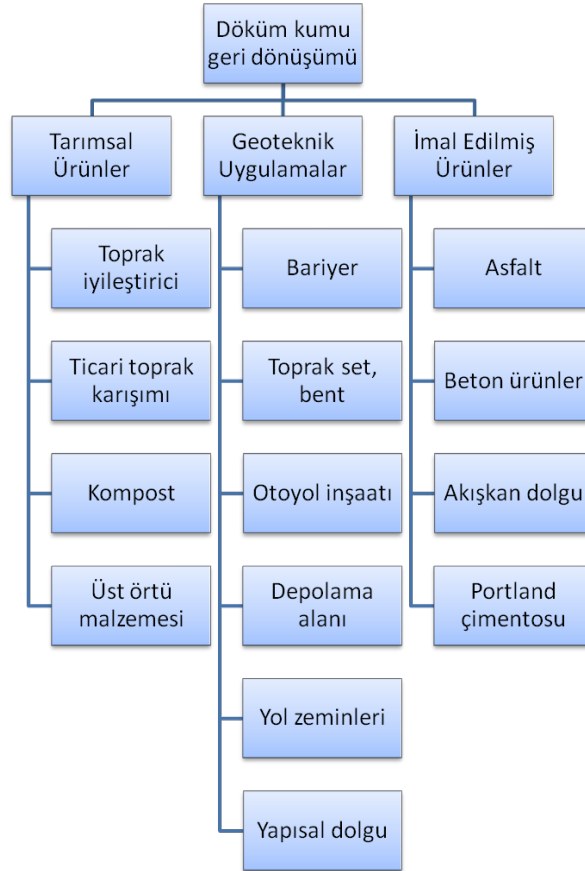 Döküm kumu
geri dönüşümü
Tarımsal
Ürünler
Toprak
iyileştirici
Ticari toprak
karışımı
Kompost
Üst örtü
malzemesi
Geoteknik
Uygulamalar
Bariyer
Toprak set,
bent
Otoyol inşaatı
Depolama
alanı
Yol zeminleri
Yapısal dolgu
İmal Edilmiş
Ürünler
Asfalt
Beton ürünler
Akışkan dolgu
Portland
çimentosu